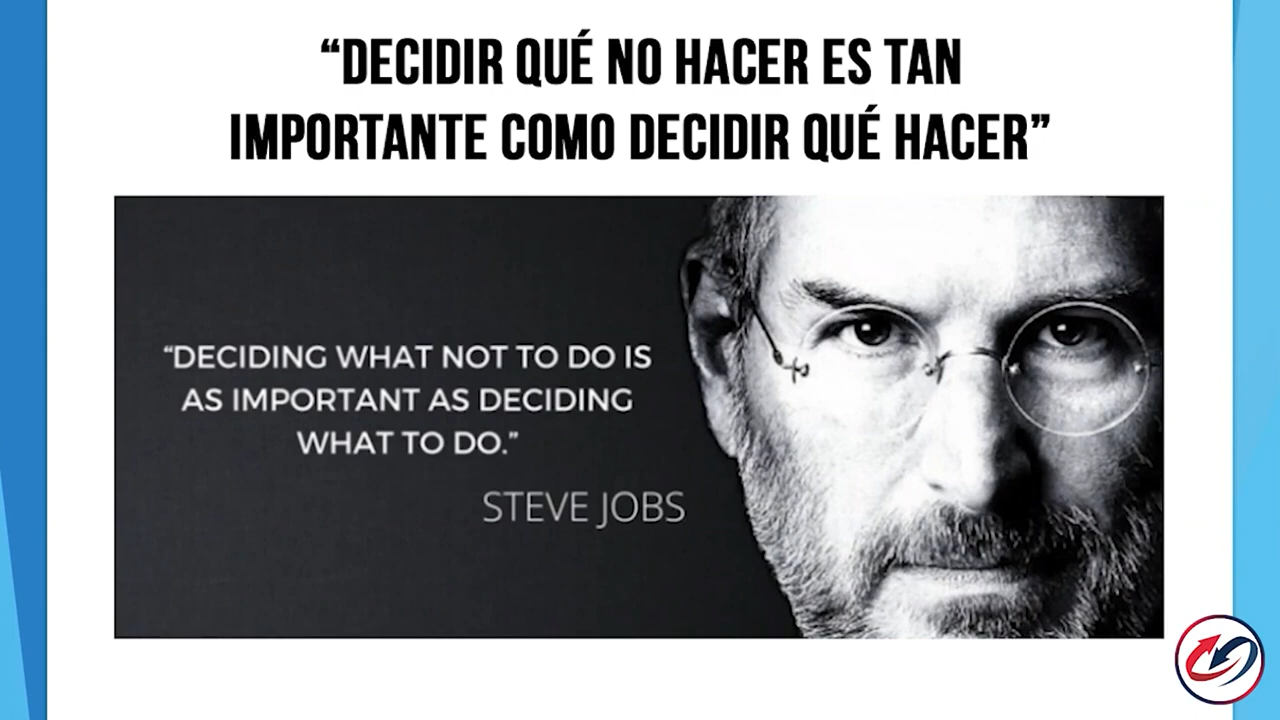 “DECIDIR QUÉ NO HACER ES TAN
IMPORTANTE COMO DECIDIR QUÉ HACER”
“DECIDING WHAT NOT TO DO IS
AS IMPORTANT AS DECIDING
WHAT TO DO.”
STEVE JOBS